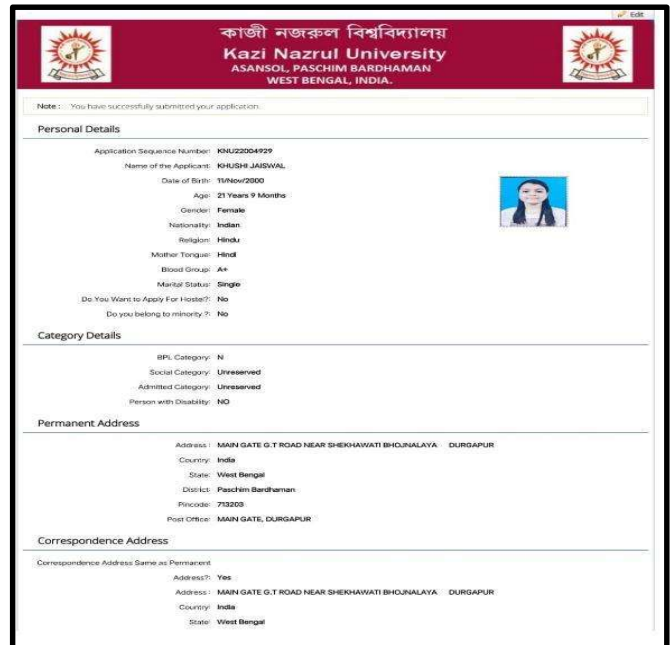 Edit
কাজী নজরুল বিশ্ববিদ্যালয়
Kazi Nazrul University
ASANSOL, PASCHIM BARDHAMAN
WEST BENGAL, INDIA.
Note : You have successfully submitted your application.
Personal Details
Application Sequence Number: KNU22004929
Name of the Applicant: KHUSHI JAISWAL
Date of Birth: 11/Nov/2000
Age: 21 Years 9 Months
Gender: Female
Nationality: Indian
Religion: Hindu
Mother Tongue: Hindi
Blood Group: A+
Marital Status: Single
Do You Want to Apply For Hostel?: No
Do you belong to minority ?: No
Category Details
BPL Category: N
Social Category: Unreserved
Admitted Category: Unreserved
Person with Disability: NO
Permanent Address
Address : MAIN GATE G.T ROAD NEAR SHEKHAWATI BHOJNALAYA DURGAPUR
Country: India
State: West Bengal
District: Paschim Bardhaman
Pincode: 713203
Post Office: MAIN GATE, DURGAPUR
Correspondence Address
Correspondence Address Same as Permanent
Address?: Yes
Address : MAIN GATE G.T ROAD NEAR SHEKHAWATI BHOJNALAYA DURGAPUR
Country: India
State: West Bengal